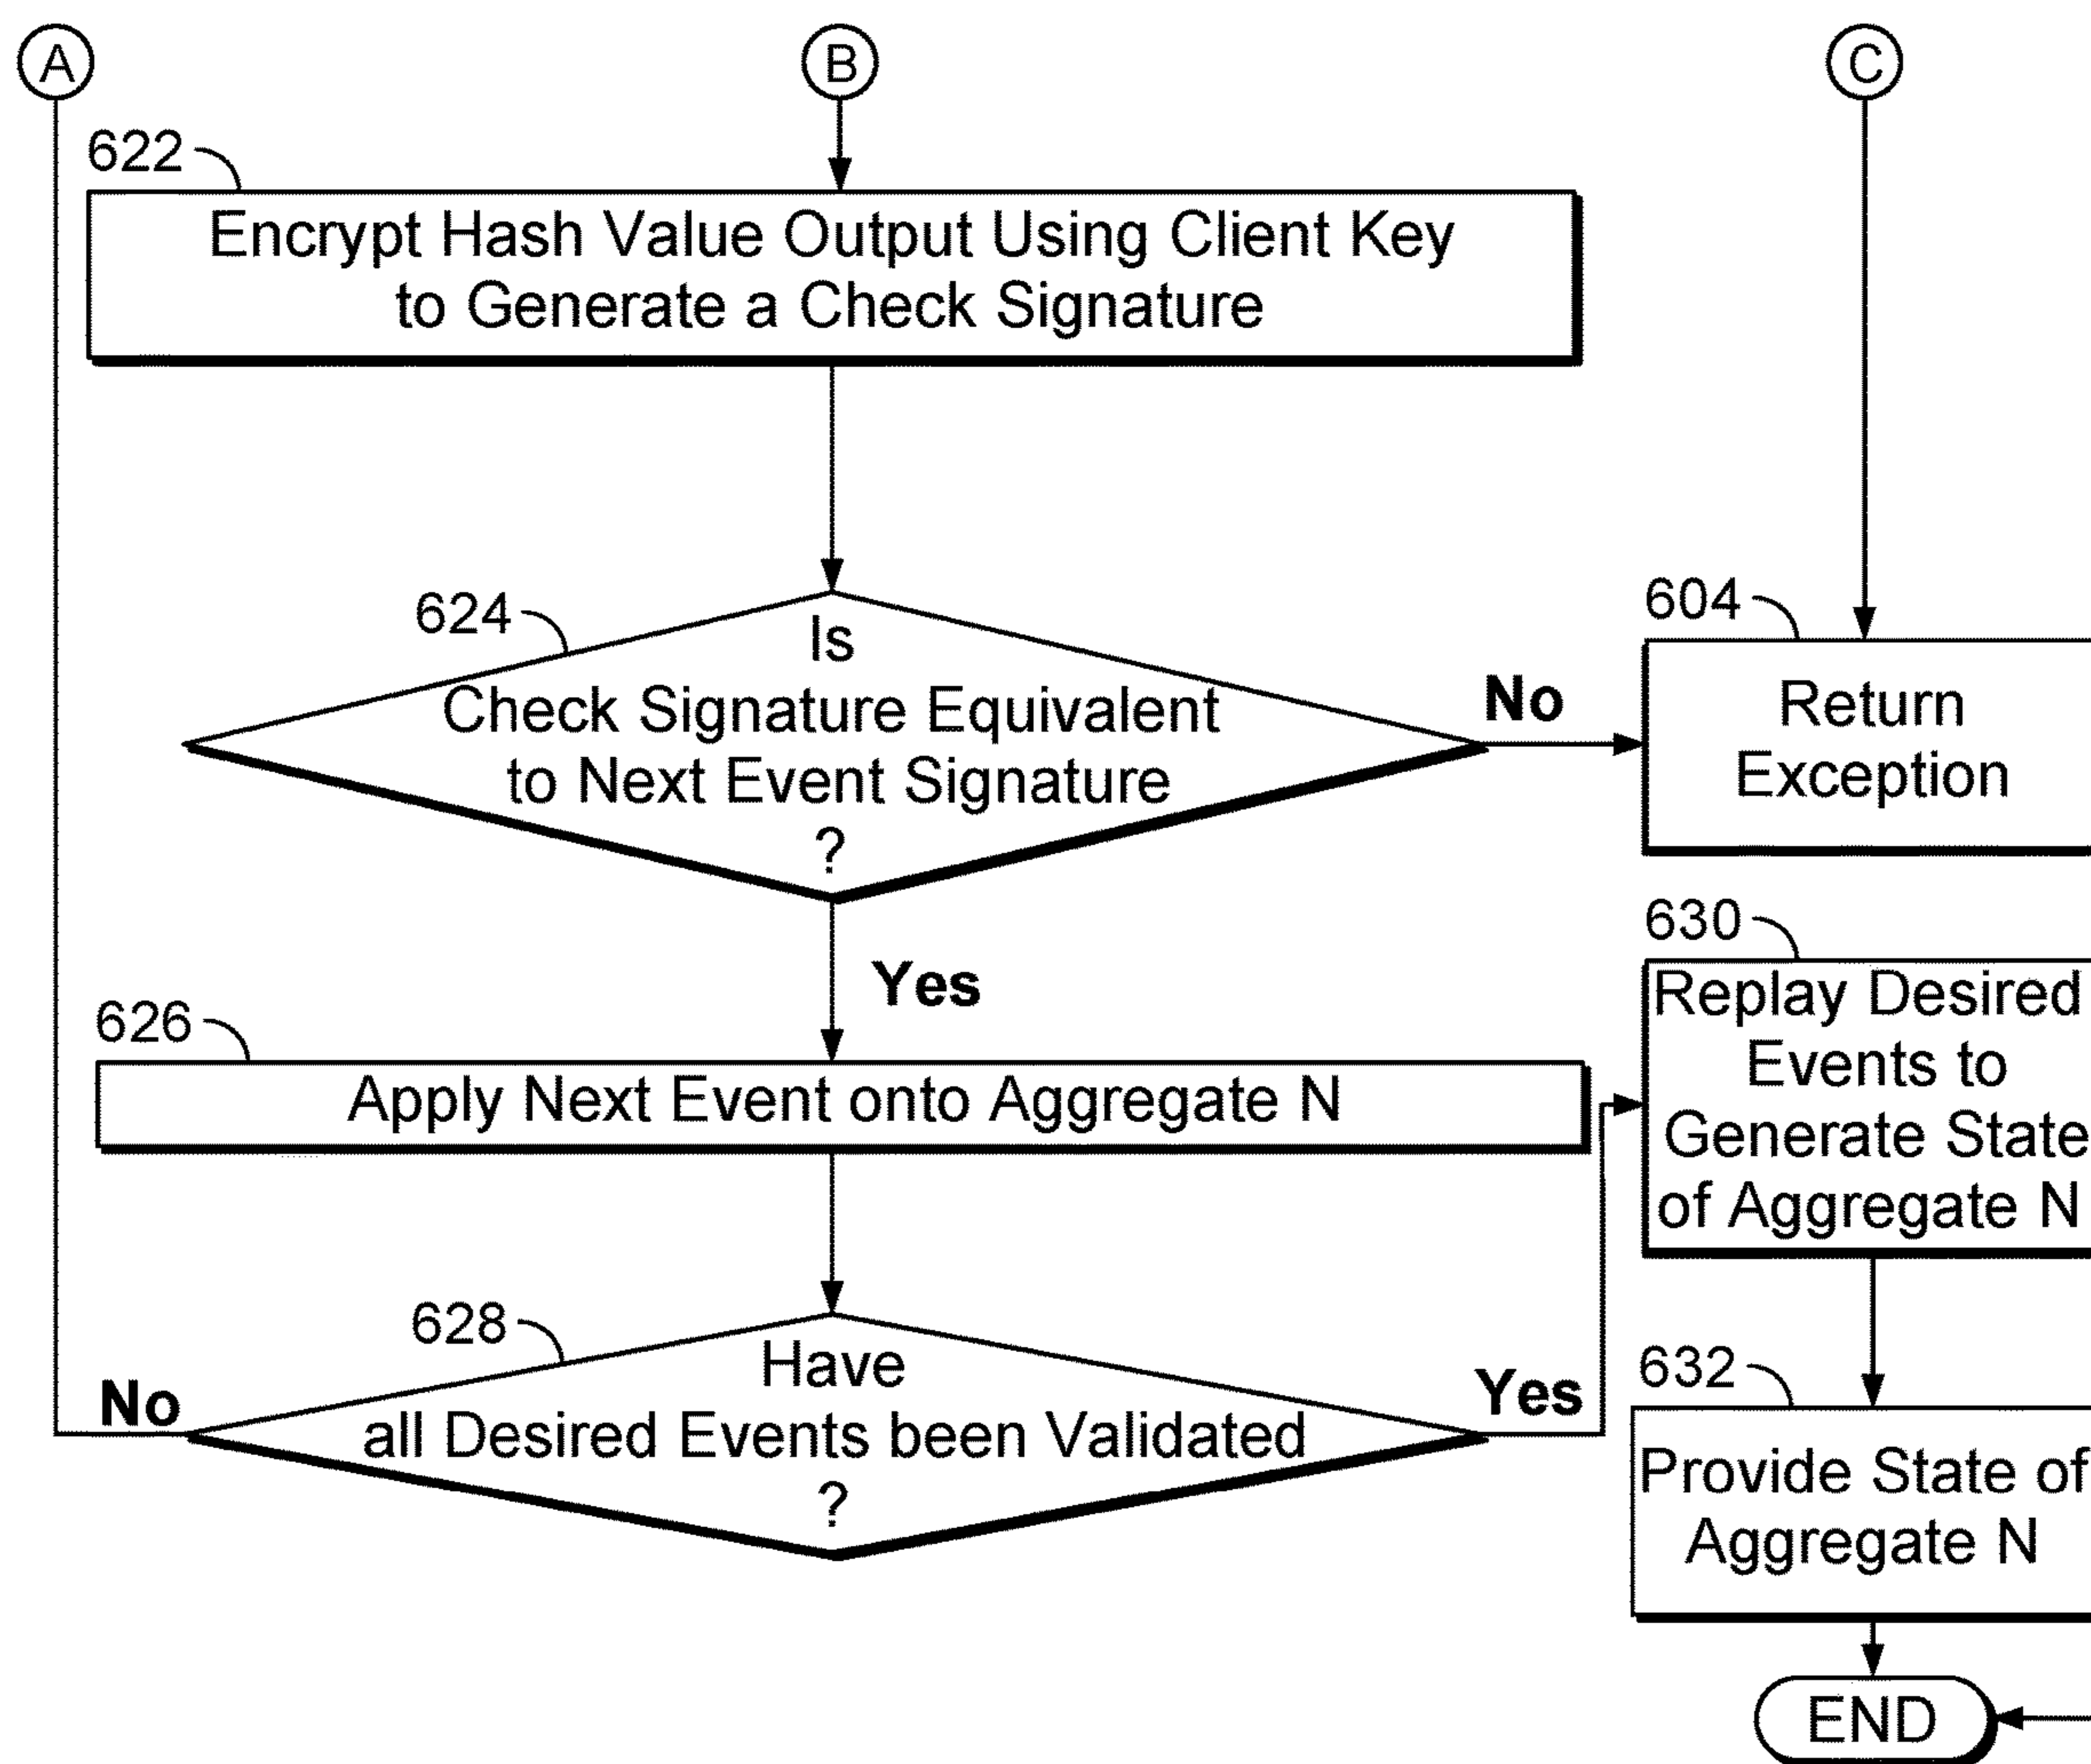 A
B
C
622
Encrypt Hash Value Output Using Client Key
to Generate a Check Signature
624
Is
Check Signature Equivalent
to Next Event Signature
?
No
604
Return
Exception
Yes
626
Apply Next Event onto Aggregate N
630
Replay Desired
Events to
Generate State
of Aggregate N
628
Have
all Desired Events been Validated
?
No
Yes
632
Provide State of
Aggregate N
END